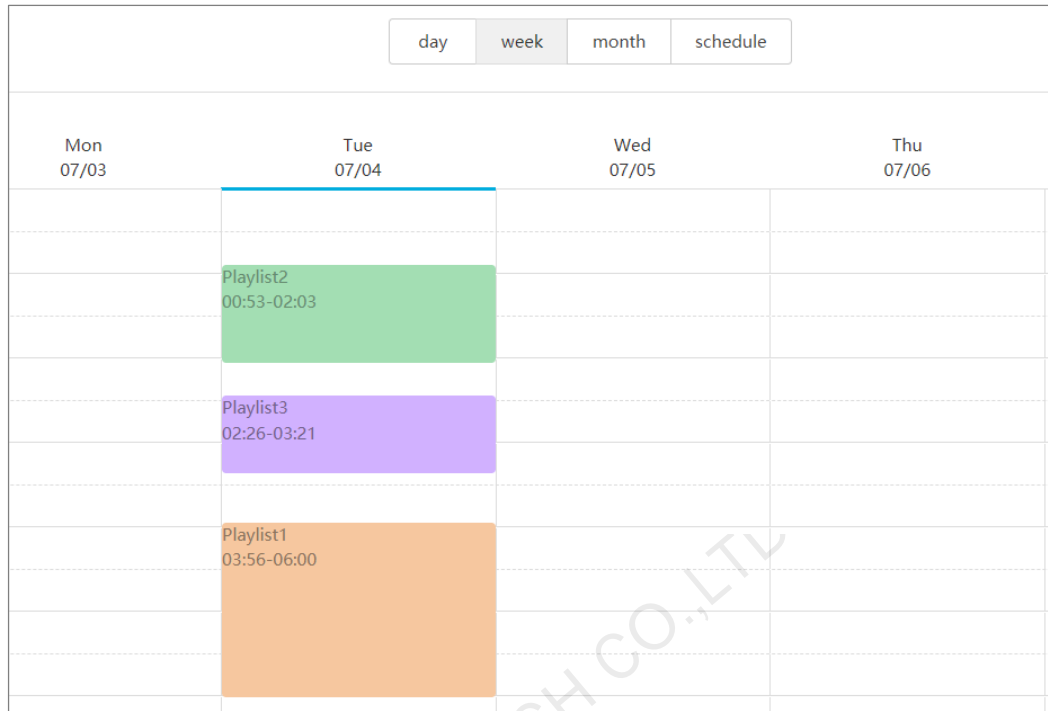 day week month schedule
Mon Tue Wed Thu
07/03 07/04 07/05 07/06
Playlist2
00:53-02:03
Playlist3
02:26-03:21
Playlist1
03:56-06:00
CO.,LTD